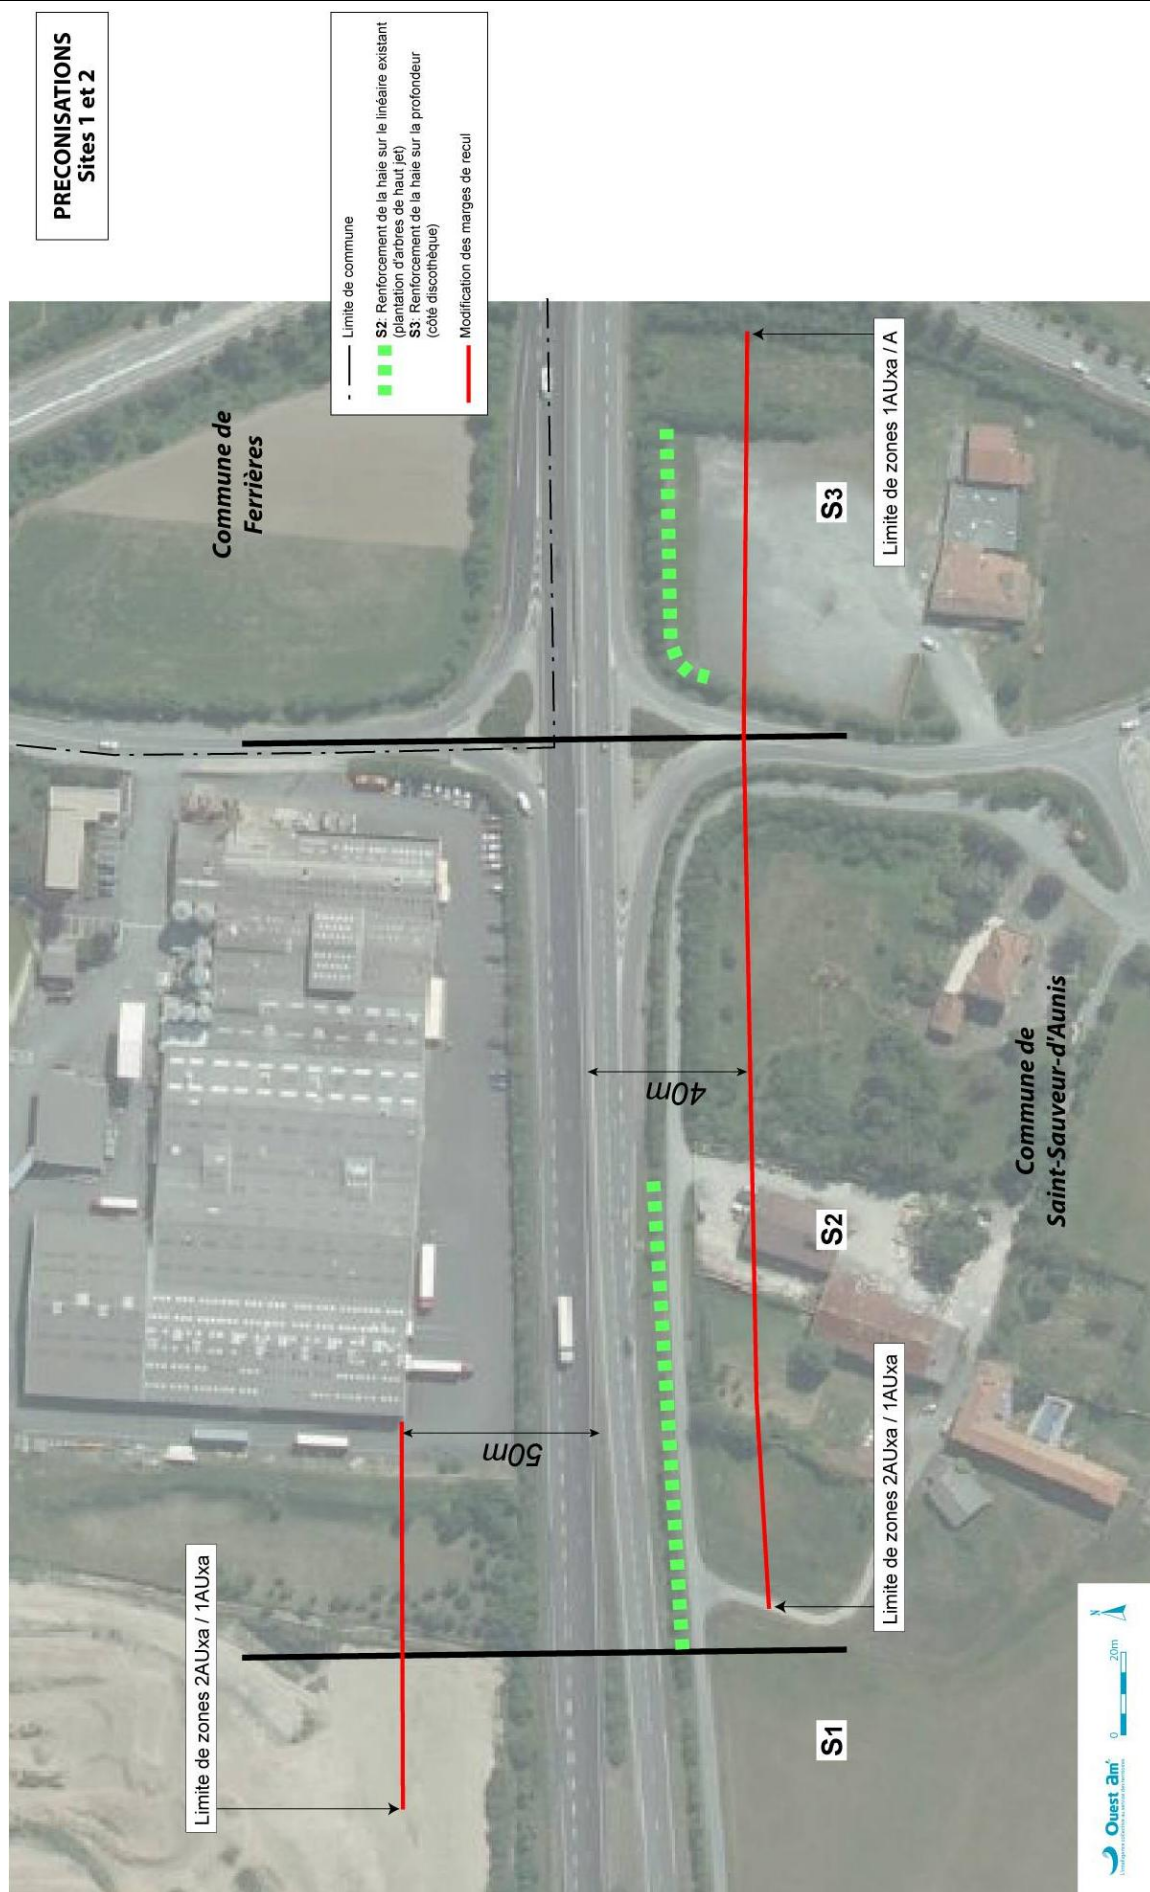 PRECONISATIONS
Sites 1 et 2
Limite de commune
S2: Renforcement de la haie sur le linéaire existant
(plantation d'arbres de haut jet)
S3: Renforcement de la haie sur la profondeur
(côté discothèque)
Modification des marges de recul
Commune de
Ferrières
Limite de zones 2AUxa / 1AUxa
50m
40m
S1
S2
S3
Limite de zones 2AUxa / 1AUxa
Limite de zones 1AUxa / A
Commune de
Saint-Sauveur-d'Aunis
Ouest am'
0
20m
N